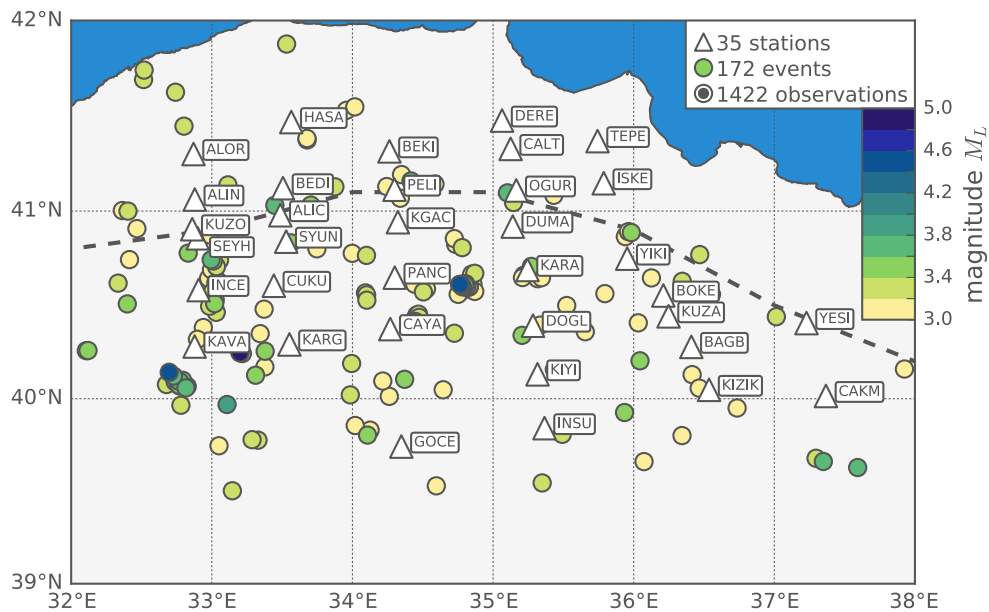 42°N
41°N
40°N
39°N
32°E
33°E
34°E
35°E
36°E
37°E
38°E
35 stations
172 events
1422 observations
5.0
4.6
4.2
3.8
3.4
3.0
magnitude M_L
HASA
DERE
TEPE
ALOR
BEKI
CALT
ALIN
BEDI
PELI
OGUR
ISKE
ALIC
KUZO
KGAC
DUMA
SEYH
SYUN
YIKI
INCE
CUKU
PANC
KARA
BOKE
KUZA
CAYA
DOGL
YESI
KAVA
KARG
BAGB
KIYI
KIZIK
CAKM
GOCE
INSU